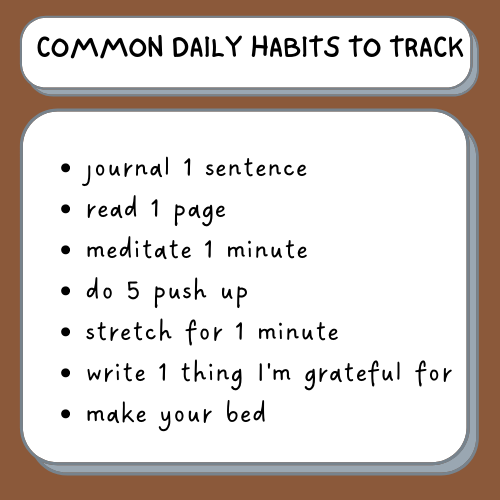 COMMON DAILY HABITS TO TRACK
• journal 1 sentence
• read 1 page
• meditate 1 minute
• do 5 push up
• stretch for 1 minute
• write 1 thing I'm grateful for
• make your bed